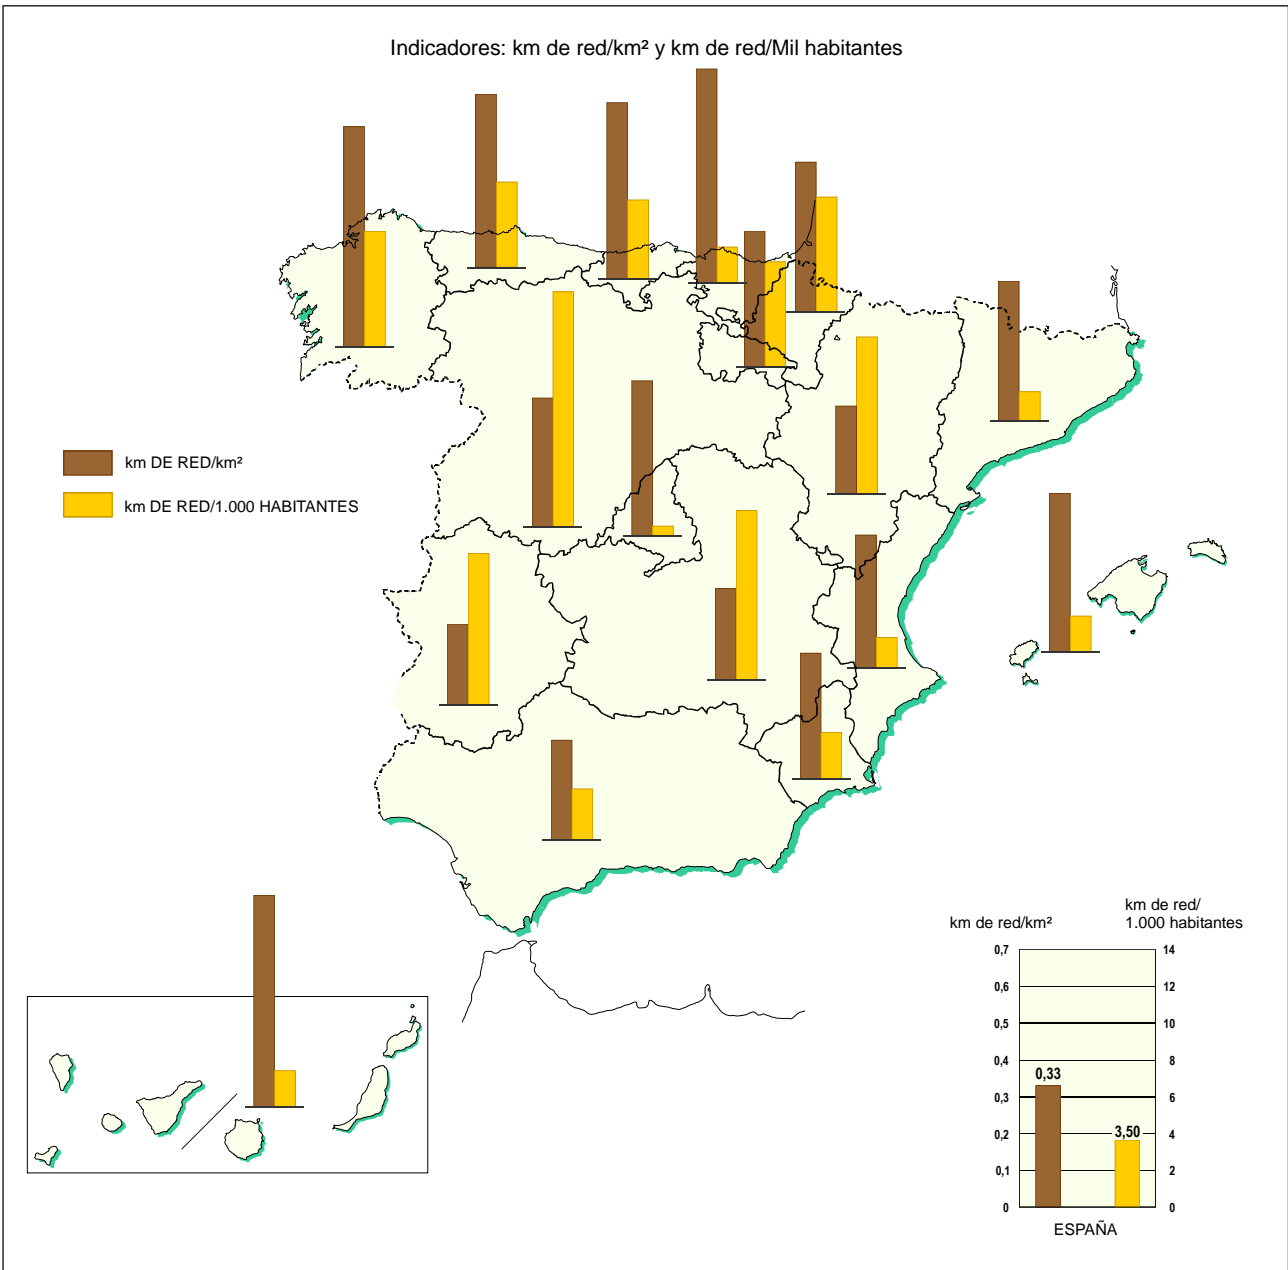 Indicadores: km de red/km² y km de red/Mil habitantes
km DE RED/km²
km DE RED/1.000 HABITANTES
km de red/km²
km de red/
1.000 habitantes
0,7
14
0,6
12
0,5
10
0,4
8
0,33
0,3
6
0,2
3,50
4
0,1
2
0
0
ESPAÑA